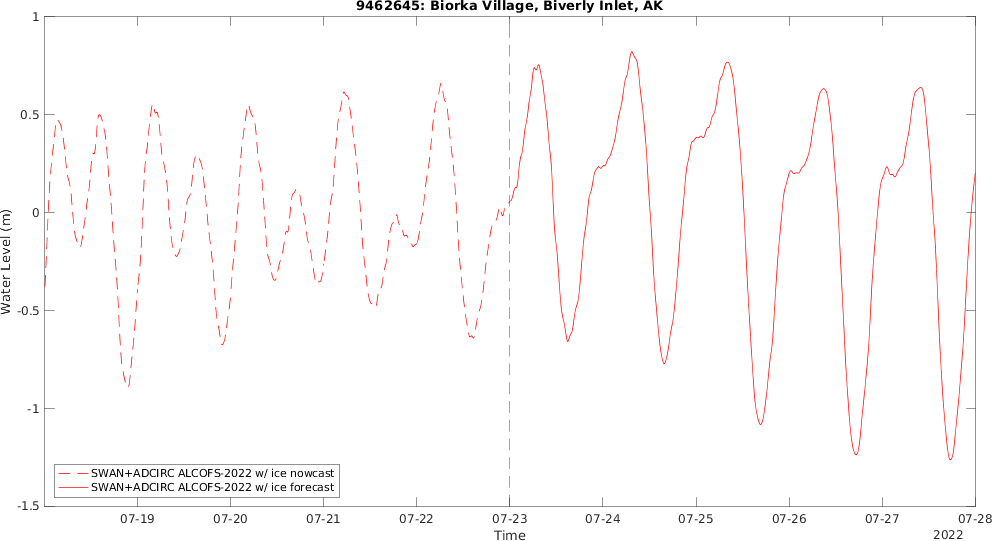 9462645: Biorka Village, Biverly Inlet, AK
1
0.5
0
-0.5
-1
-1.5
Water Level (m)
SWAN+ADCIRC ALCOFS-2022 w/ ice nowcast
SWAN+ADCIRC ALCOFS-2022 w/ ice forecast
07-19 07-20 07-21 07-22 07-23 07-24 07-25 07-26 07-27 07-28
Time
2022